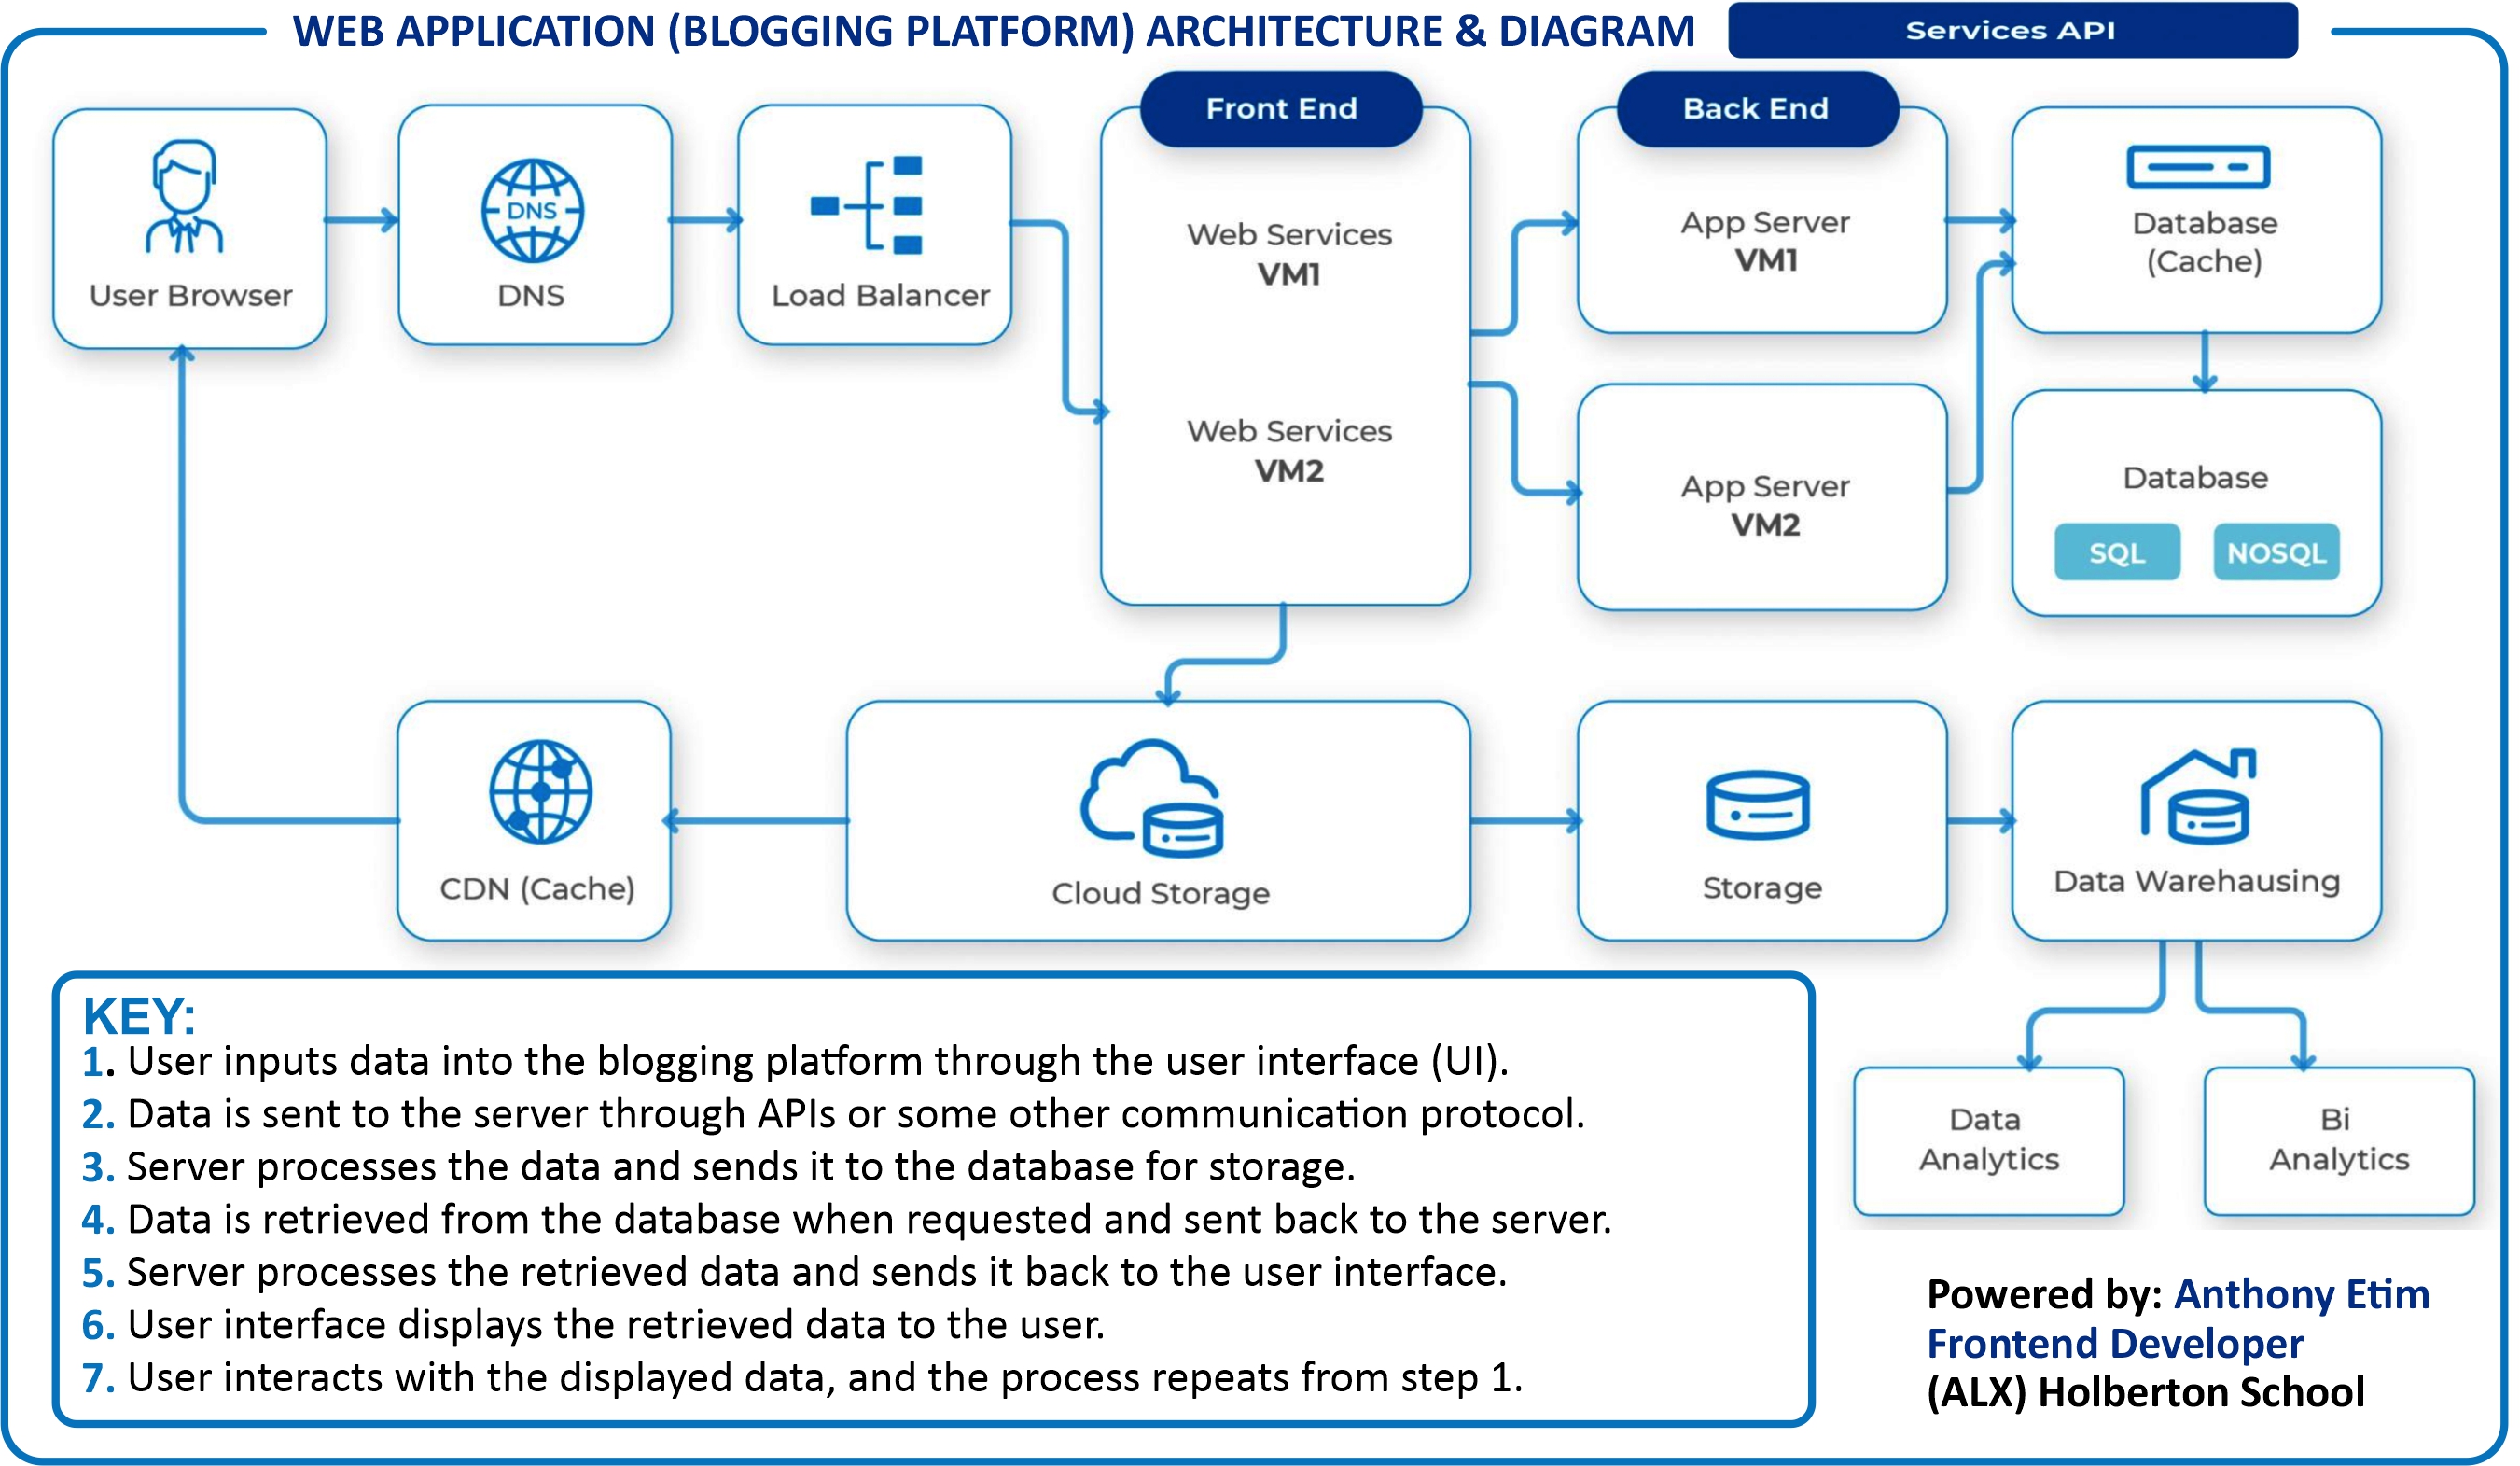 WEB APPLICATION (BLOGGING PLATFORM) ARCHITECTURE & DIAGRAM
Services API
User Browser
DNS
DNS
Load Balancer
Front End
Web Services
VM1
Web Services
VM2
Back End
App Server
VM1
App Server
VM2
Database
(Cache)
Database
SQL
NOSQL
CDN (Cache)
Cloud Storage
Storage
Data Warehausing
Data
Analytics
Bi
Analytics
KEY:
1. User inputs data into the blogging platform through the user interface (UI).
2. Data is sent to the server through APIs or some other communication protocol.
3. Server processes the data and sends it to the database for storage.
4. Data is retrieved from the database when requested and sent back to the server.
5. Server processes the retrieved data and sends it back to the user interface.
6. User interface displays the retrieved data to the user.
7. User interacts with the displayed data, and the process repeats from step 1.
Powered by: Anthony Etim
Frontend Developer
(ALX) Holberton School